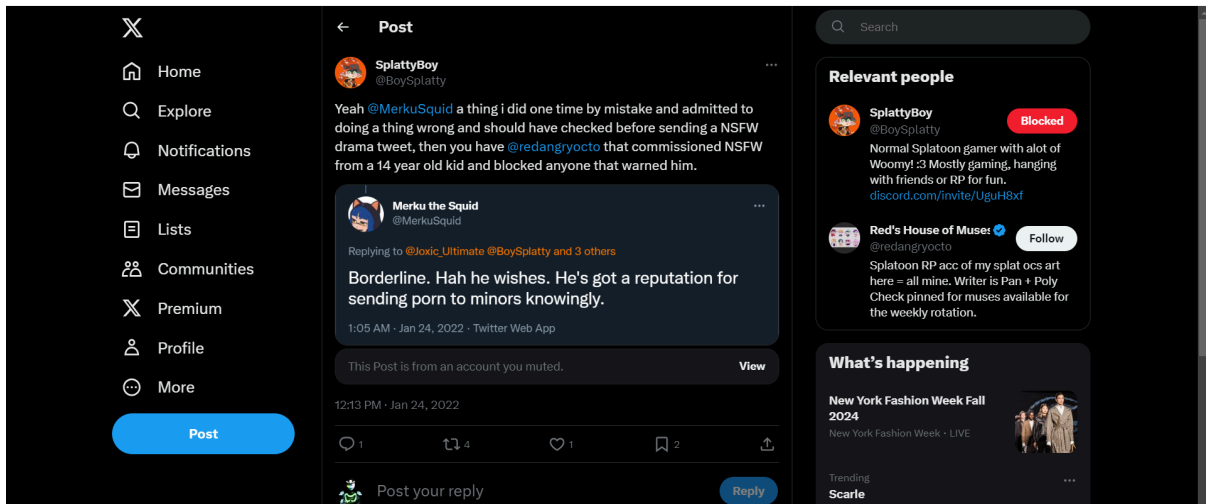 Home
Explore
Notifications
Messages
Lists
Communities
Premium
Profile
More
Post
Post
SplattyBoy
@BoySplatty
Yeah @MerkuSquid a thing i did one time by mistake and admitted to
doing a thing wrong and should have checked before sending a NSFW
drama tweet, then you have @redangryocto that commissioned NSFW
from a 14 year old kid and blocked anyone that warned him.
Merku the Squid
@MerkuSquid
Replying to @Joxic_Ultimate @BoySplatty and 3 others
Borderline. Hah he wishes. He's got a reputation for
sending porn to minors knowingly.
1:05 AM · Jan 24, 2022 · Twitter Web App
This Post is from an account you muted.
View
12:13 PM · Jan 24, 2022
1
4
1
2
Post your reply
Reply
Search
Relevant people
SplattyBoy
@BoySplatty
Blocked
Normal Splatoon gamer with alot of
Woomy! :3 Mostly gaming, hanging
with friends or RP for fun.
discord.com/invite/UguH8xf
Red's House of Muses
@redangryocto
Follow
Splatoon RP acc of my splat ocs art
here = all mine. Writer is Pan + Poly
Check pinned for muses available for
the weekly rotation.
What's happening
New York Fashion Week Fall
2024
New York Fashion Week · LIVE
Trending
Scarle